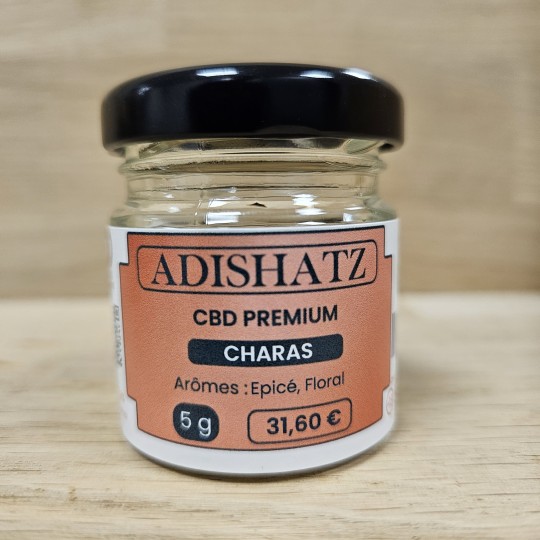 ADISHATZ
CBD PREMIUM
CHARAS
Arômes : Epicé, Floral
5 g
31,60 €